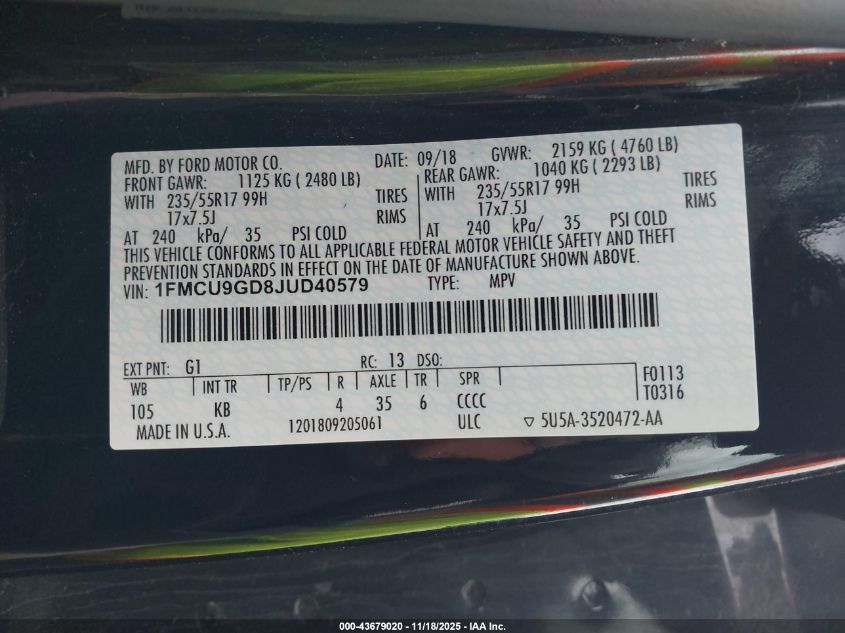 MFD. BY FORD MOTOR CO. DATE: 09/18 GVWR: 2159 KG ( 4760 LB)
FRONT GAWR: 1125 KG ( 2480 LB) REAR GAWR: 1040 KG ( 2293 LB)
WITH 235/55R17 99H TIRES WITH 235/55R17 99H TIRES
17x7.5J RIMS 17x7.5J RIMS
AT 240 kPa/ 35 PSI COLD AT 240 kPa/ 35 PSI COLD
THIS VEHICLE CONFORMS TO ALL APPLICABLE FEDERAL MOTOR VEHICLE SAFETY AND THEFT
PREVENTION STANDARDS IN EFFECT ON THE DATE OF MANUFACTURE SHOWN ABOVE.
VIN: 1FMCU9GD8JUD40579 TYPE: MPV
EXT PNT: G1 RC: 13 DSO: F0113
WB INT TR TP/PS R AXLE TR SPR T0316
105 KB 4 35 6 CCCC
MADE IN U.S.A. 1201809205061 ULC ▽ 5U5A-3520472-AA
000-43679020 - 11/18/2025 - IAA Inc.